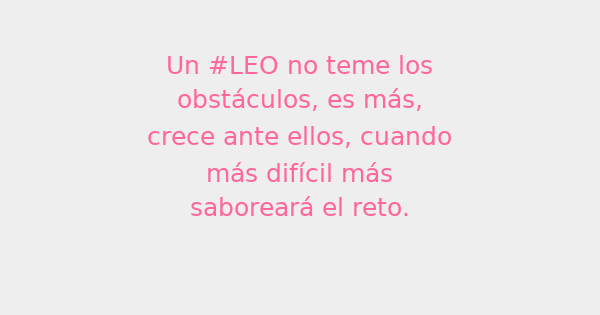 Un #LEO no teme los
obstáculos, es más,
crece ante ellos, cuando
más difícil más
saboreará el reto.